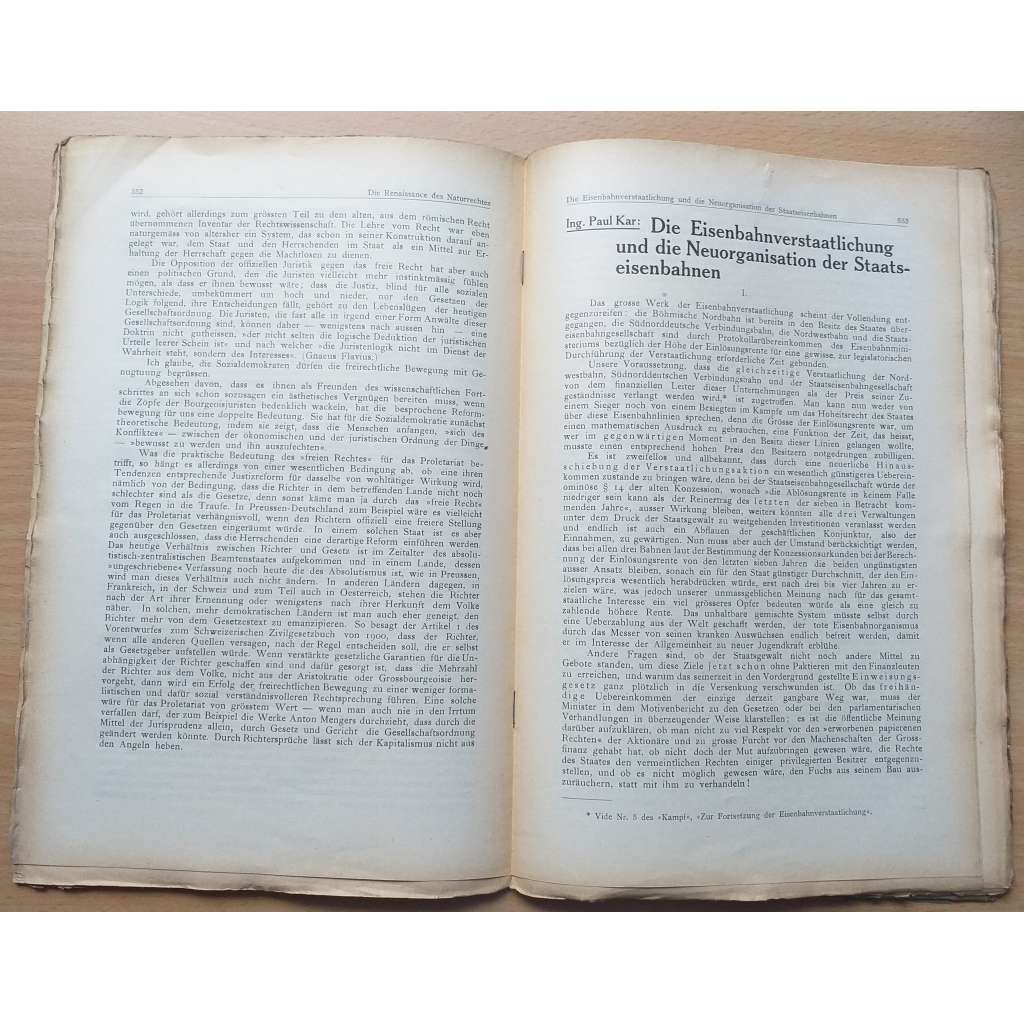 552
Die Renaissance des Naturrechtes
wird, gehört allerdings zum grössten Teil zu dem alten, aus dem römischen Recht
übernommenen Inventar der Rechtswissenschaft. Die Lehre vom Recht war eben
naturgemäss von altersher ein System, das schon in seiner Konstruktion darauf an-
gelegt war, dem Staat und den Herrschenden im Staat als ein Mittel zur Er-
haltung der Herrschaft gegen die Machtlosen zu dienen.
Die Opposition der offiziellen Juristik gegen das freie Recht hat aber auch
einen politischen Grund, den die Juristen vielleicht mehr instinktmässig fühlen
mögen, als dass er ihnen bewusst wäre; dass die Justiz, blind für alle sozialen
Unterschiede, umbekümmert um hoch und nieder, nur den Gesetzen der
Logik folgend, ihre Entscheidungen fällt, gehört zu den Lebenslügen der heutigen
Gesellschaftsordnung. Die Juristen, die fast alle in irgend einer Form Anwälte dieser
Gesellschaftsordnung sind, können daher — wenigstens nach aussen hin — eine
Doktrin nicht gutheissen, »der nicht selten die logische Deduktion der juristischen
Urteile leerer Schein ist« und nach welcher »die Juristenlogik nicht im Dienst der
Wahrheit steht, sondern des Interesses«. (Gnaeus Flavius.)
Ich glaube, die Sozialdemokraten dürfen die freirechtliche Bewegung mit Ge-
nugtuung begrüssen.
Abgesehen davon, dass es ihnen als Freunden des wissenschaftlichen Fort-
schrittes an sich schon sozusagen ein ästhetisches Vergnügen bereiten muss, wenn
die Zöpfe der Bourgeoisjuristen bedenklich wackeln, hat die besprochene Reform-
bewegung für uns eine doppelte Bedeutung. Sie hat für die Sozialdemokratie zunächst
theoretische Bedeutung, indem sie zeigt, dass die Menschen anfangen, »sich des
Konfliktes« — zwischen der ökonomischen und der juristischen Ordnung der Dinge
— »bewusst zu werden und ihn auszufechten«.
Was die praktische Bedeutung des »freien Rechtes« für das Proletariat be-
trifft, so hängt es allerdings von einer wesentlichen Bedingung ab, ob eine ihren
Tendenzen entsprechende Justizreform für dasselbe von wohltätiger Wirkung wird,
nämlich von der Bedingung, dass die Richter in dem betreffenden Lande nicht noch
schlechter sind als die Gesetze, denn sonst käme man ja durch das »freie Recht«
vom Regen in die Traufe. In Preussen-Deutschland zum Beispiel wäre es vielleicht
für das Proletariat verhängnisvoll, wenn den Richtern offiziell eine freiere Stellung
gegenüber den Gesetzen eingeräumt würde. In einem solchen Staat ist es aber
auch ausgeschlossen, dass die Herrschenden eine derartige Reform einführen werden.
Das heutige Verhältnis zwischen Richter und Gesetz ist im Zeitalter des absolu-
tistisch-zentralistischen Beamtenstaates aufgekommen und in einem Lande, dessen
»ungeschriebene« Verfassung noch heute die des Absolutismus ist, wie in Preussen,
wird man dieses Verhältnis auch nicht ändern. In anderen Ländern dagegen, in
Frankreich, in der Schweiz und zum Teil auch in Oesterreich, stehen die Richter
nach der Art ihrer Ernennung oder wenigstens nach ihrer Herkunft dem Volke
näher. In solchen, mehr demokratischen Ländern ist man auch eher geneigt, den
Richter mehr von dem Gesetzestext zu emanzipieren. So besagt der Artikel 1 des
Vorentwurfes zum Schweizerischen Zivilgesetzbuch von 1900, dass der Richter,
wenn alle anderen Quellen versagen, nach der Regel entscheiden soll, die er selbst
als Gesetzgeber aufstellen würde. Wenn verstärkte gesetzliche Garantien für die Un-
abhängigkeit der Richter geschaffen sind und dafür gesorgt ist, dass die Mehrzahl
der Richter aus dem Volke, nicht aus der Aristokratie oder Grossbourgeoisie her-
vorgeht, dann wird ein Erfolg der freirechtlichen Bewegung zu einer weniger forma-
listischen und dafür sozial verständnisvolleren Rechtsprechung führen. Eine solche
wäre für das Proletariat von grösstem Wert — wenn man auch nie in den Irrtum
verfallen darf, der zum Beispiel die Werke Anton Mengers durchzieht, dass durch die
Mittel der Jurisprudenz allein, durch Gesetz und Gericht die Gesellschaftsordnung
geändert werden könnte. Durch Richtersprüche lässt sich der Kapitalismus nicht aus
den Angeln heben.
Die Eisenbahnverstaatlichung und die Neuorganisation der Staatseisenbahnen
553
Ing. Paul Kar: Die Eisenbahnverstaatlichung
und die Neuorganisation der Staats-
eisenbahnen
I.
Das grosse Werk der Eisenbahnverstaatlichung scheint der Vollendung ent-
gegenzureifen: die Böhmische Nordbahn ist bereits in den Besitz des Staates über-
gegangen, die Südnorddeutsche Verbindungsbahn, die Nordwestbahn und die Staats-
eisenbahngesellschaft sind durch Protokollarübereinkommen des Eisenbahnmini-
steriums bezüglich der Höhe der Einlösungsrente für eine gewisse, zur legislatorischen
Durchführung der Verstaatlichung erforderliche Zeit gebunden.
Unsere Voraussetzung, dass die gleichzeitige Verstaatlichung der Nord-
westbahn, Südnorddeutschen Verbindungsbahn und der Staatseisenbahngesellschaft
von dem finanziellen Leiter dieser Unternehmungen als der Preis seiner Zu-
geständnisse verlangt werden wird,* ist zugetroffen. Man kann nun weder von
einem Sieger noch von einem Besiegten im Kampfe um das Hoheitsrecht des Staates
über diese Eisenbahnlinien sprechen, denn die Grösse der Einlösungsrente war, um
einen mathematischen Ausdruck zu gebrauchen, eine Funktion der Zeit, das heisst,
wer im gegenwärtigen Moment in den Besitz dieser Linien gelangen wollte,
musste einen entsprechend hohen Preis den Besitzern notgedrungen zubilligen.
Es ist zweifellos und allbekannt, dass durch eine neuerliche Hinaus-
schiebung der Verstaatlichungsaktion ein wesentlich günstigeres Ueberein-
kommen zustande zu bringen wäre, denn bei der Staatseisenbahngesellschaft würde der
ominöse § 14 der alten Konzession, wonach »die Ablösungsrente in keinem Falle
niedriger sein kann als der Reinertrag des letzten der sieben in Betracht kom-
menden Jahre«, ausser Wirkung bleiben, weiters könnten alle drei Verwaltungen
unter dem Druck der Staatsgewalt zu weitgehenden Investitionen veranlasst werden
und endlich ist auch ein Abflauen der geschäftlichen Konjunktur, also der
Einnahmen, zu gewärtigen. Nun muss aber auch der Umstand berücksichtigt werden,
dass bei allen drei Bahnen laut der Bestimmung der Konzessionsurkunden bei der Berech-
nung der Einlösungsrente von den letzten sieben Jahren die beiden ungünstigsten
ausser Ansatz bleiben, sonach ein für den Staat günstiger Durchschnitt, der den Ein-
lösungspreis wesentlich herabdrücken würde, erst nach drei bis vier Jahren zu er-
zielen wäre, was jedoch unserer unmassgeblichen Meinung nach für das gesamt-
staatliche Interesse ein viel grösseres Opfer bedeuten würde als eine gleich zu
zahlende höhere Rente. Das unhaltbare gemischte System müsste selbst durch
eine Ueberzahlung aus der Welt geschafft werden, der tote Eisenbahnorganismus
durch das Messer von seinen kranken Auswüchsen endlich befreit werden, damit
er im Interesse der Allgemeinheit zu neuer Jugendkraft erblühe.
Andere Fragen sind, ob der Staatsgewalt nicht noch andere Mittel zu
Gebote standen, um diese Ziele jetzt schon ohne Paktieren mit den Finanzleuten
zu erreichen, und warum das seinerzeit in den Vordergrund gestellte Einweisungs-
gesetz ganz plötzlich in die Versenkung verschwunden ist. Ob das freihän-
dige Uebereinkommen der einzige derzeit gangbare Weg war, muss der
Minister in dem Motivenbericht zu den Gesetzen oder bei den parlamentarischen
Verhandlungen in überzeugender Weise klarstellen; es ist die öffentliche Meinung
darüber aufzuklären, ob man nicht zu viel Respekt vor den »erworbenen papierenen
Rechten« der Aktionäre und zu grosse Furcht vor den Machenschaften der Gross-
finanz gehabt hat, ob nicht doch der Mut aufzubringen gewesen wäre, die Rechte
des Staates den vermeintlichen Rechten einiger privilegierten Besitzer entgegenzu-
stellen, und ob es nicht möglich gewesen wäre, den Fuchs aus seinem Bau aus-
zuräuchern, statt mit ihm zu verhandeln!
* Vide Nr. 5 des »Kampf«, »Zur Fortsetzung der Eisenbahnverstaatlichung«.